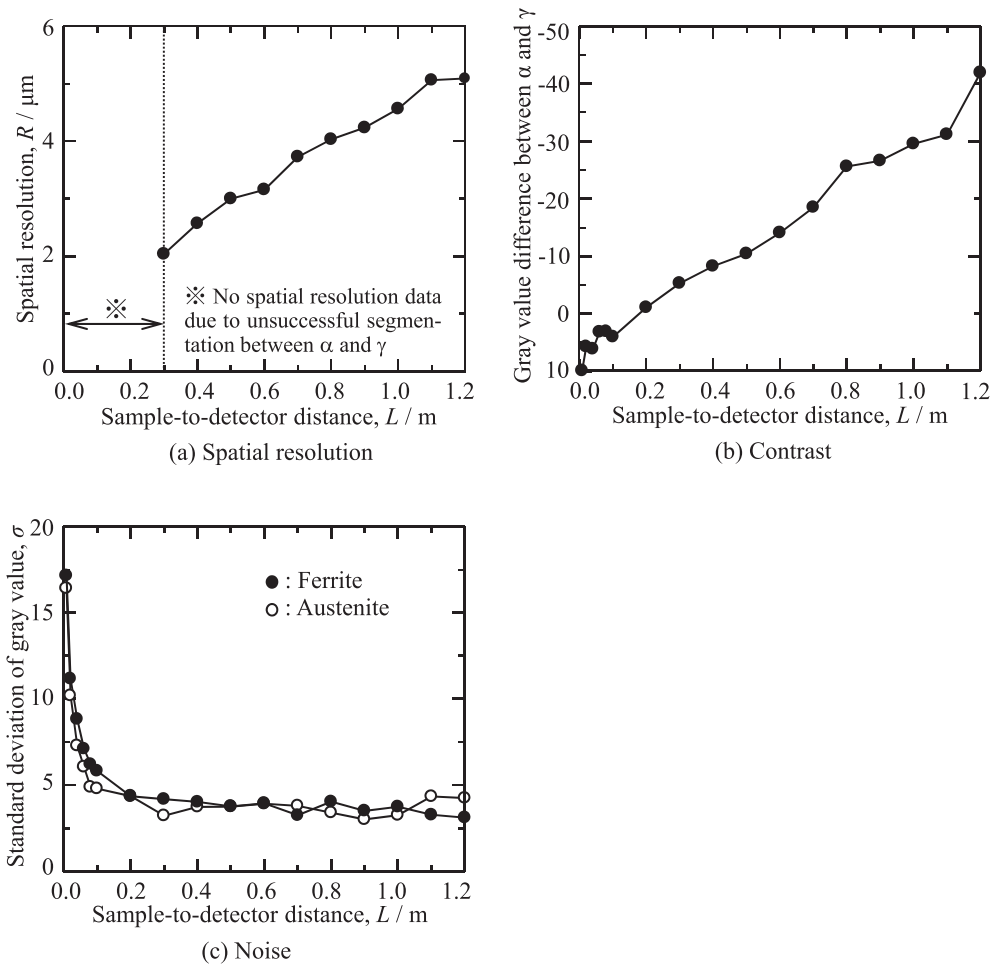 6
4
2
0
Spatial resolution, R / μm
※
※ No spatial resolution data
due to unsuccessful segmen-
tation between α and γ
0.0 0.2 0.4 0.6 0.8 1.0 1.2
Sample-to-detector distance, L / m
(a) Spatial resolution
-50
-40
-30
-20
-10
0
10
Gray value difference between α and γ
0.0 0.2 0.4 0.6 0.8 1.0 1.2
Sample-to-detector distance, L / m
(b) Contrast
20
15
10
5
0
Standard deviation of gray value, σ
: Ferrite
: Austenite
0.0 0.2 0.4 0.6 0.8 1.0 1.2
Sample-to-detector distance, L / m
(c) Noise